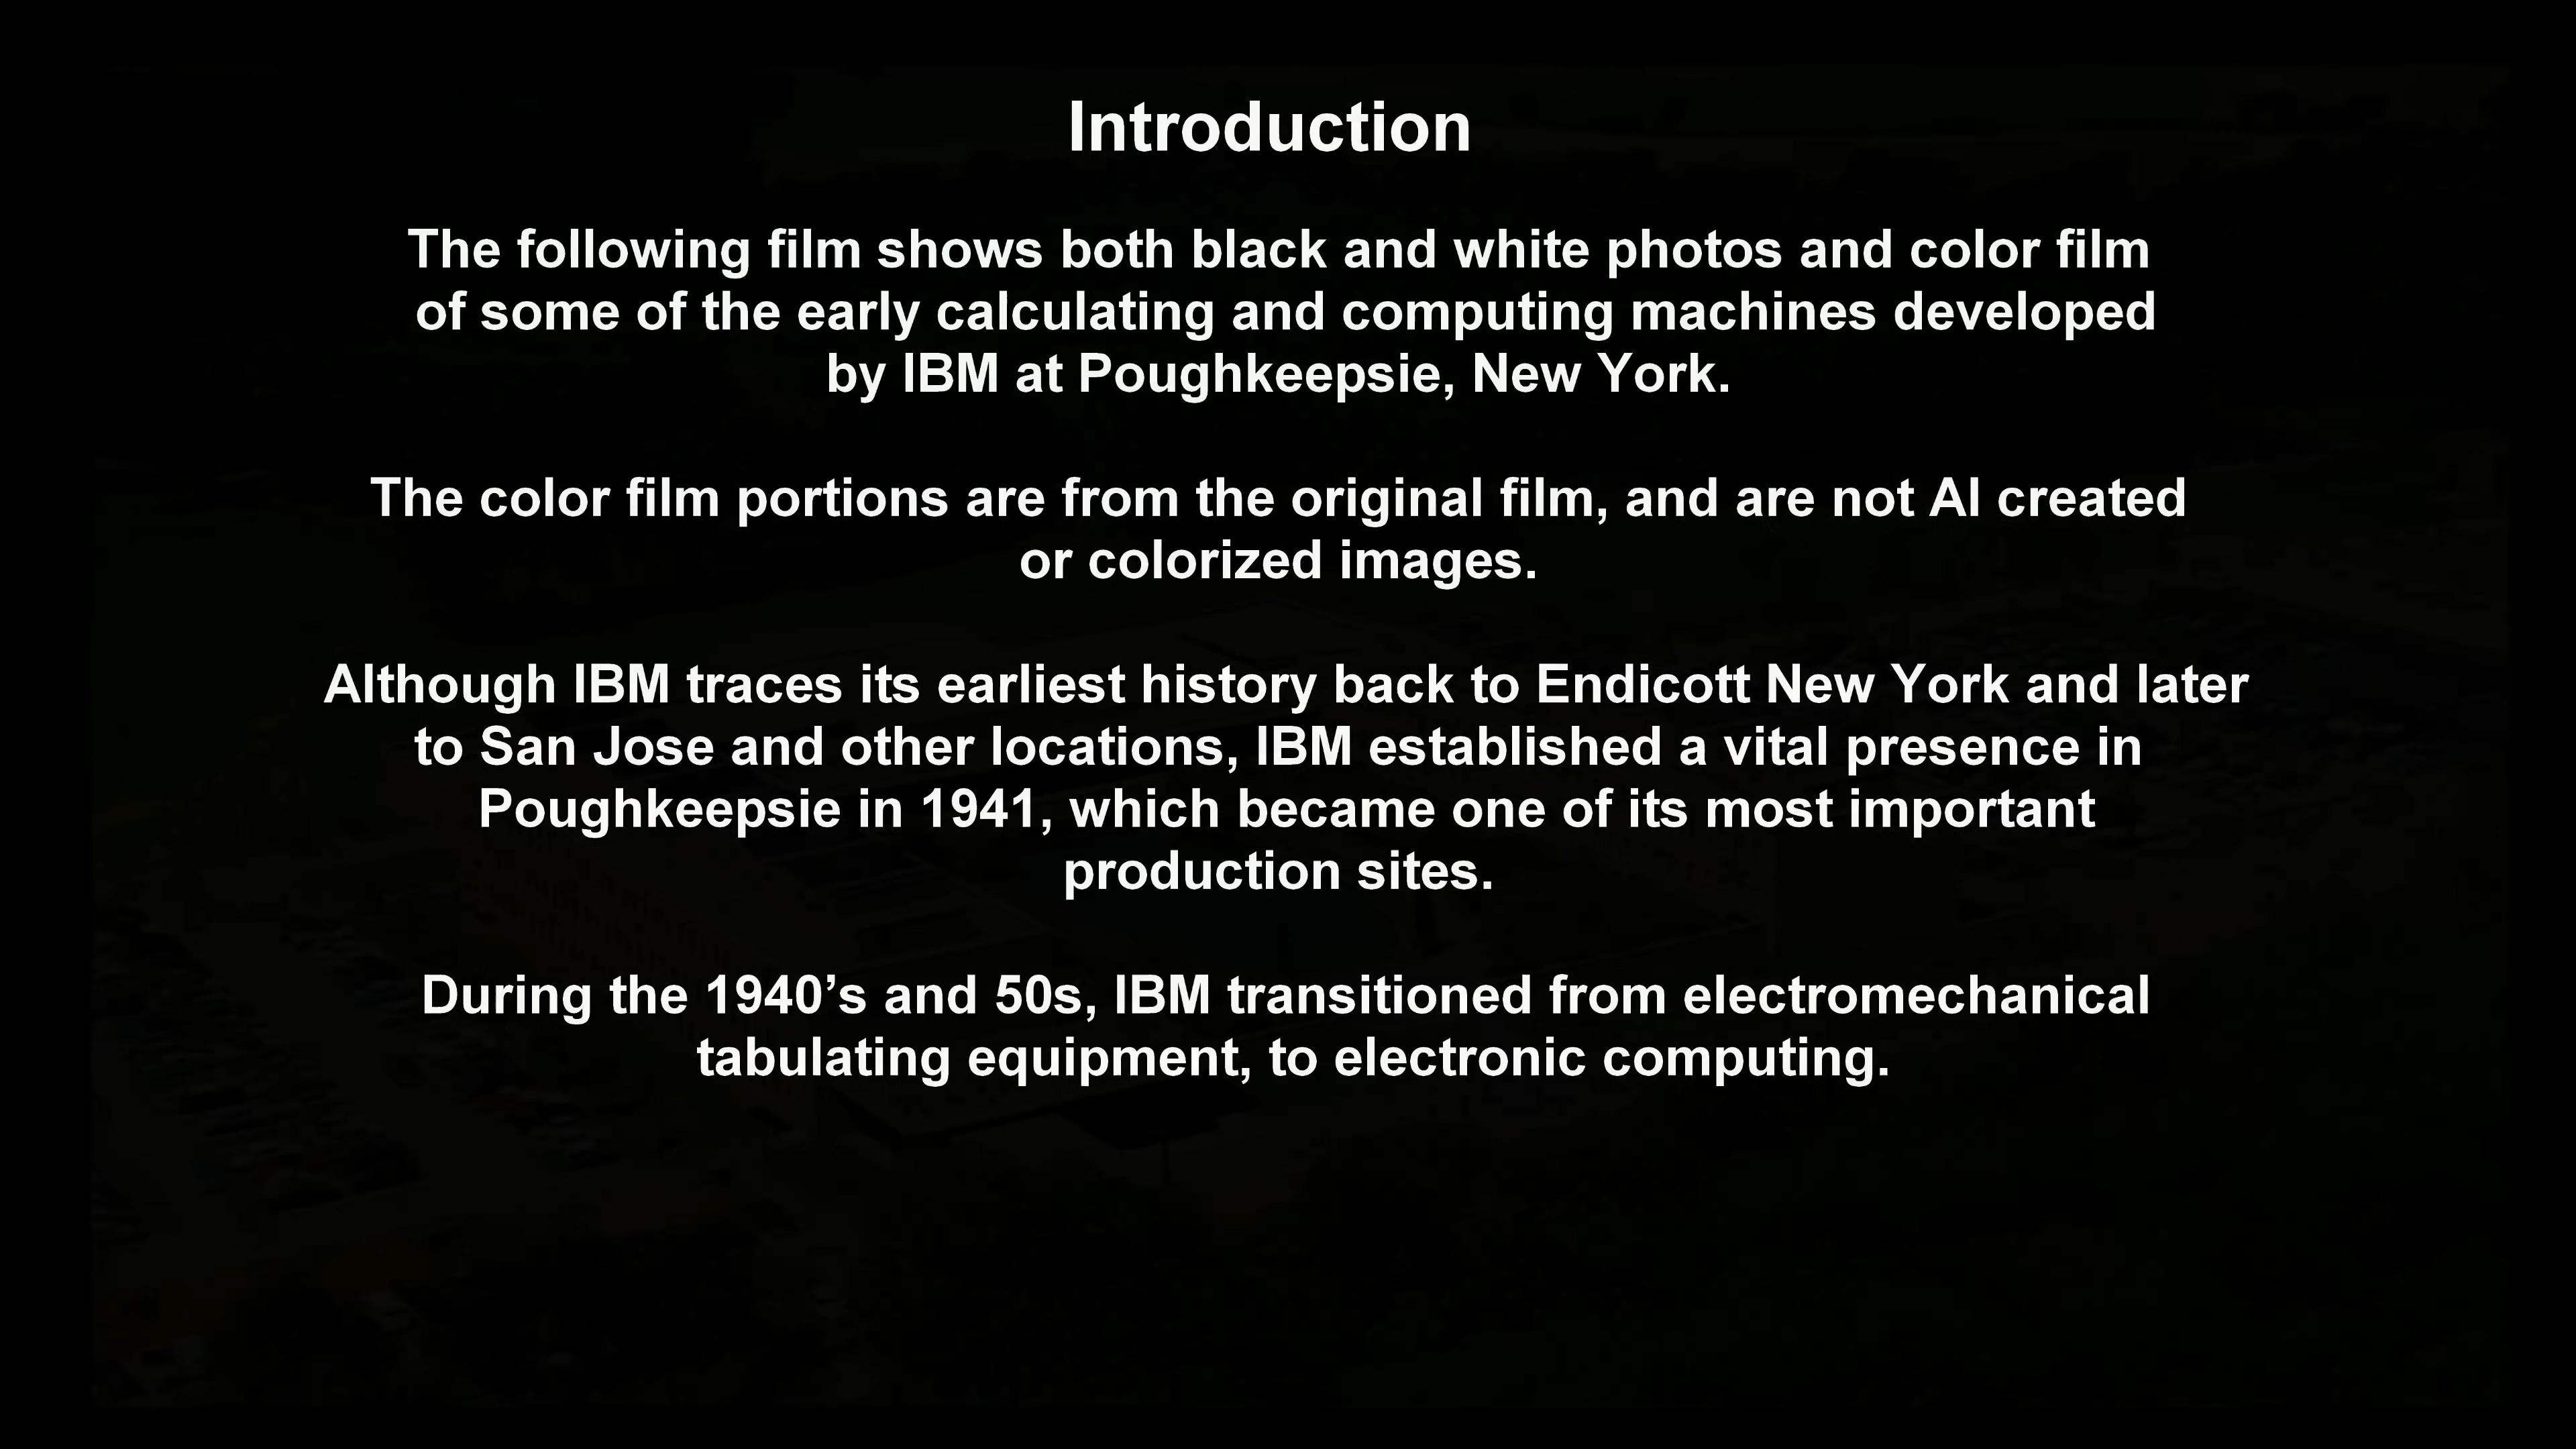 Introduction
The following film shows both black and white photos and color film
of some of the early calculating and computing machines developed
by IBM at Poughkeepsie, New York.
The color film portions are from the original film, and are not AI created
or colorized images.
Although IBM traces its earliest history back to Endicott New York and later
to San Jose and other locations, IBM established a vital presence in
Poughkeepsie in 1941, which became one of its most important
production sites.
During the 1940’s and 50s, IBM transitioned from electromechanical
tabulating equipment, to electronic computing.